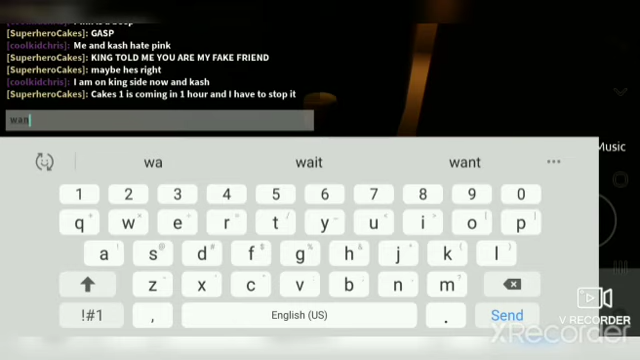 [SuperheroCakes]: GASP
[coolkidchris]: Me and kash hate pink
[SuperheroCakes]: KING TOLD ME YOU ARE MY FAKE FRIEND
[SuperheroCakes]: maybe hes right
[coolkidchris]: I am on king side now and kash
[SuperheroCakes]: Cakes 1 is coming in 1 hour and I have to stop it
wan
Music
wa wait want
1 2 3 4 5 6 7 8 9 0
q w e r t y u i o p
a s d f g h j k l
z x c v b n m
!#1 , English (US) . Send
V RECORDER
XRecorder